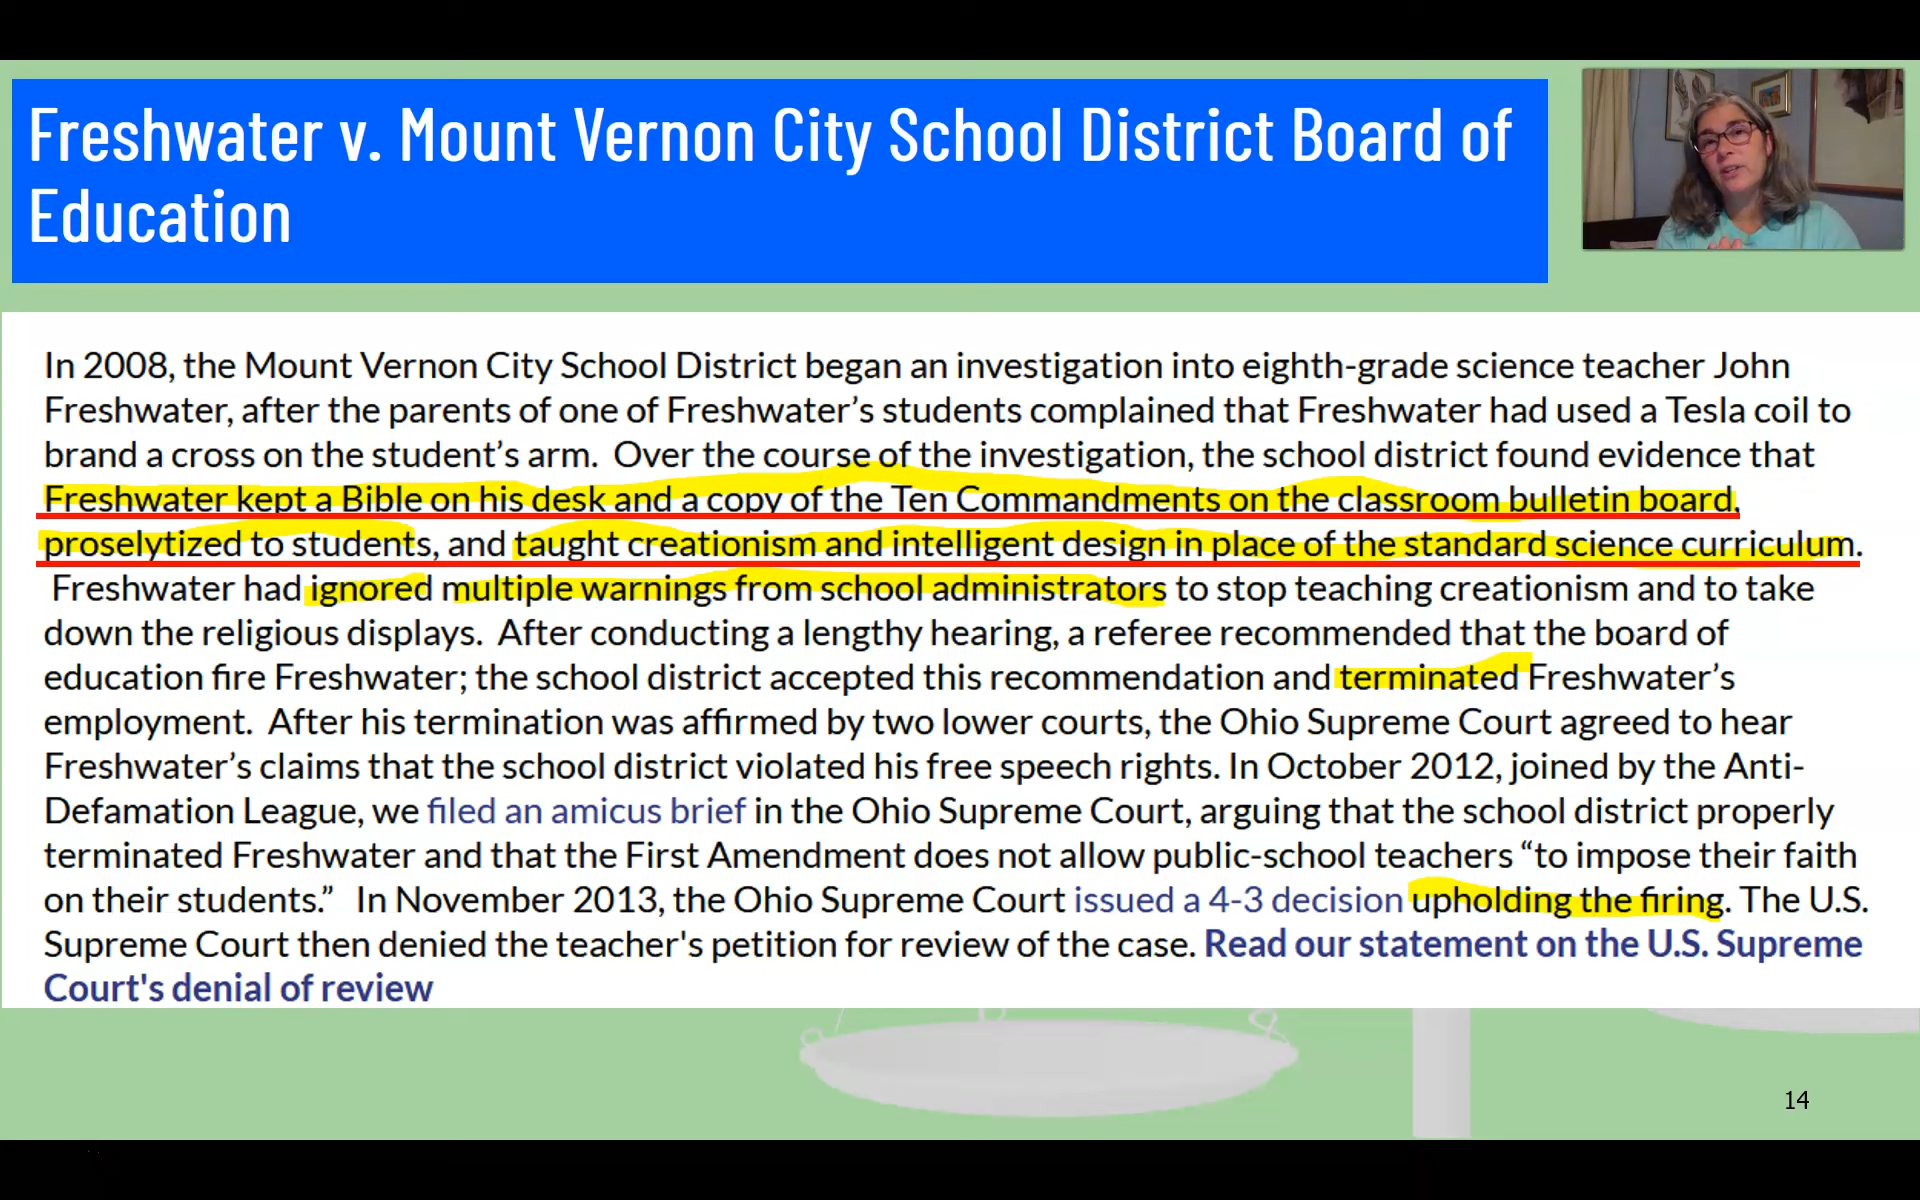 Freshwater v. Mount Vernon City School District Board of
Education
In 2008, the Mount Vernon City School District began an investigation into eighth-grade science teacher John
Freshwater, after the parents of one of Freshwater’s students complained that Freshwater had used a Tesla coil to
brand a cross on the student’s arm.  Over the course of the investigation, the school district found evidence that
Freshwater kept a Bible on his desk and a copy of the Ten Commandments on the classroom bulletin board,
proselytized to students, and taught creationism and intelligent design in place of the standard science curriculum.
Freshwater had ignored multiple warnings from school administrators to stop teaching creationism and to take
down the religious displays.  After conducting a lengthy hearing, a referee recommended that the board of
education fire Freshwater; the school district accepted this recommendation and terminated Freshwater’s
employment.  After his termination was affirmed by two lower courts, the Ohio Supreme Court agreed to hear
Freshwater’s claims that the school district violated his free speech rights. In October 2012, joined by the Anti-
Defamation League, we filed an amicus brief in the Ohio Supreme Court, arguing that the school district properly
terminated Freshwater and that the First Amendment does not allow public-school teachers “to impose their faith
on their students.”  In November 2013, the Ohio Supreme Court issued a 4-3 decision upholding the firing. The U.S.
Supreme Court then denied the teacher's petition for review of the case. Read our statement on the U.S. Supreme
Court's denial of review
14